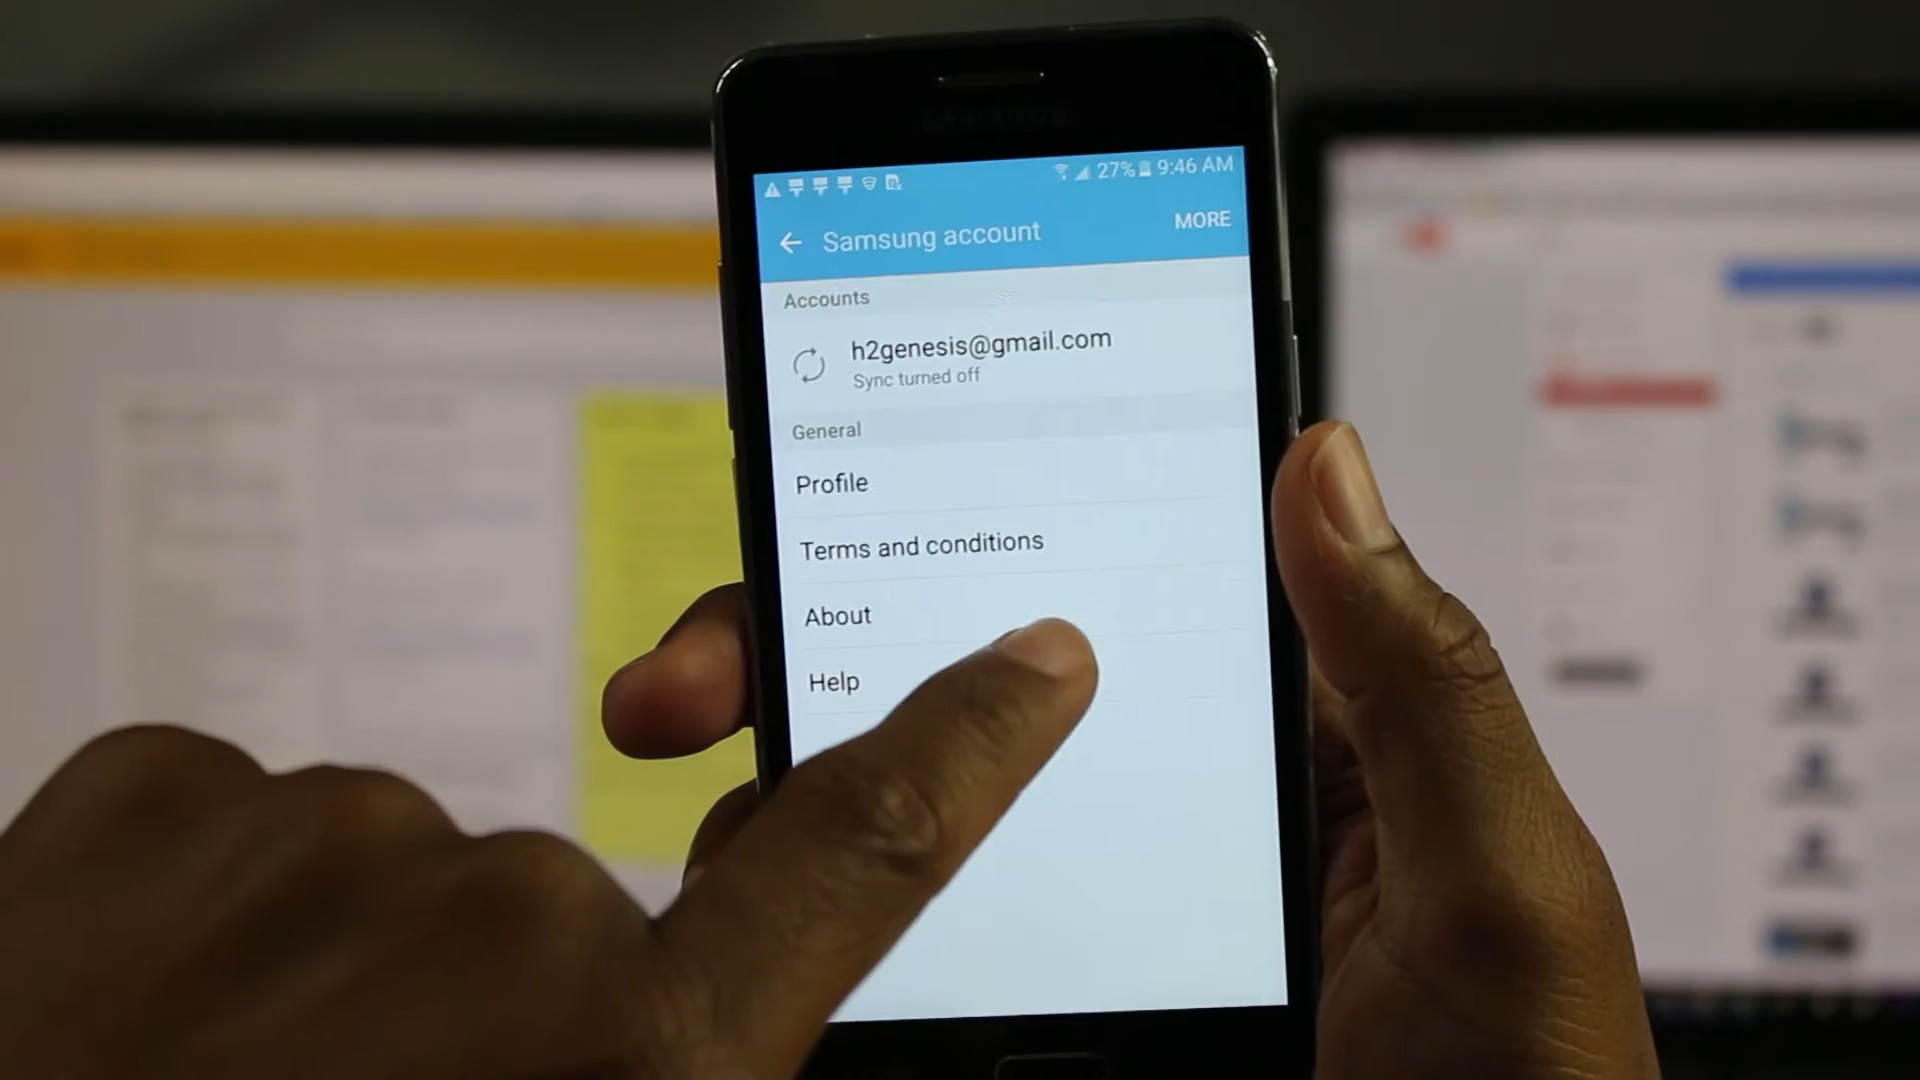 SAMSUNG
27% 9:46 AM
Samsung account
MORE
Accounts
h2genesis@gmail.com
Sync turned off
General
Profile
Terms and conditions
About
Help